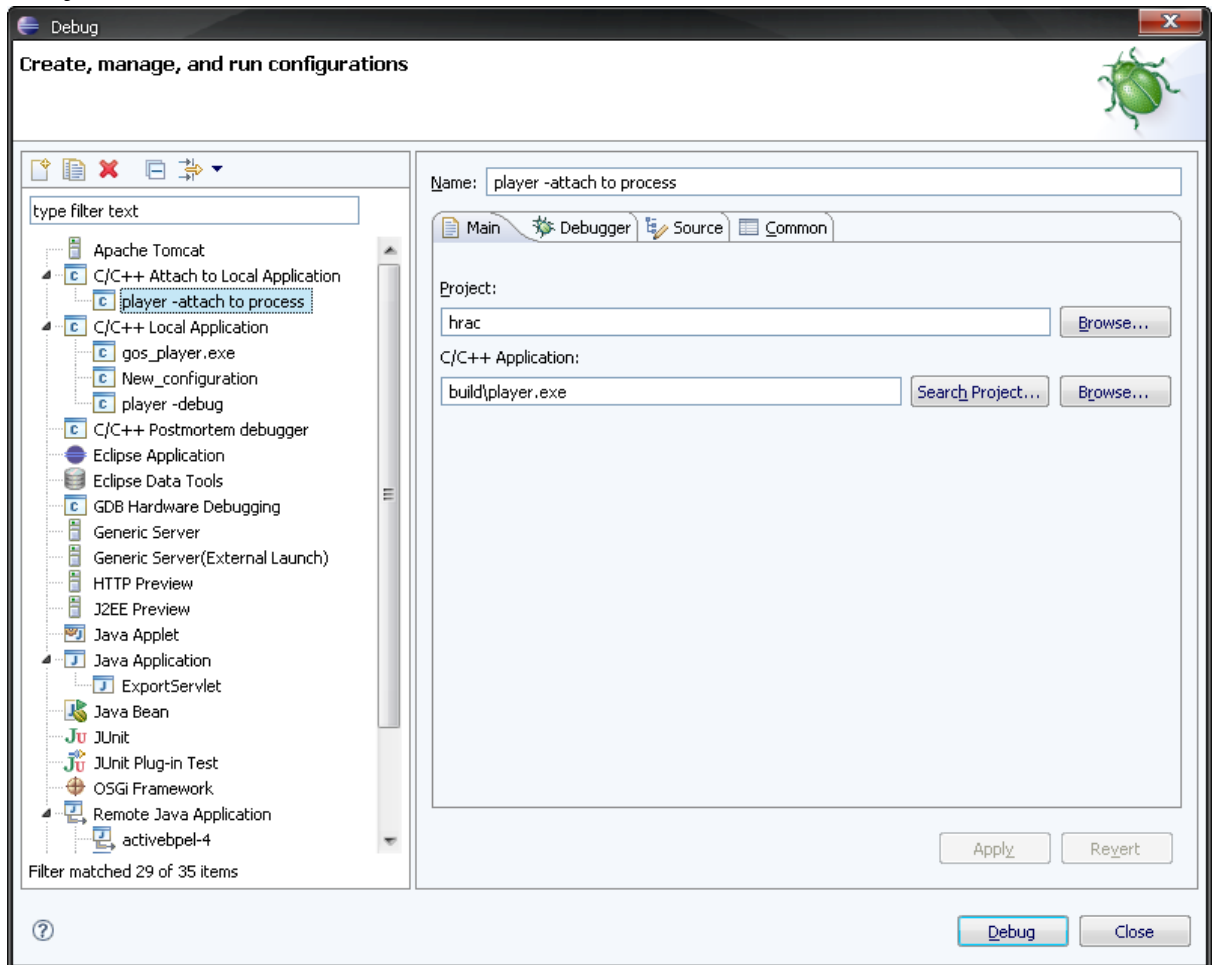 Debug
Create, manage, and run configurations
type filter text
Apache Tomcat
C/C++ Attach to Local Application
player -attach to process
C/C++ Local Application
gos_player.exe
New_configuration
player -debug
C/C++ Postmortem debugger
Eclipse Application
Eclipse Data Tools
GDB Hardware Debugging
Generic Server
Generic Server(External Launch)
HTTP Preview
J2EE Preview
Java Applet
Java Application
ExportServlet
Java Bean
JUnit
JUnit Plug-in Test
OSGi Framework
Remote Java Application
activebpel-4
Filter matched 29 of 35 items
Name: player -attach to process
Main Debugger Source Common
Project:
hrac Browse...
C/C++ Application:
build\player.exe Search Project... Browse...
Apply Revert
Debug Close